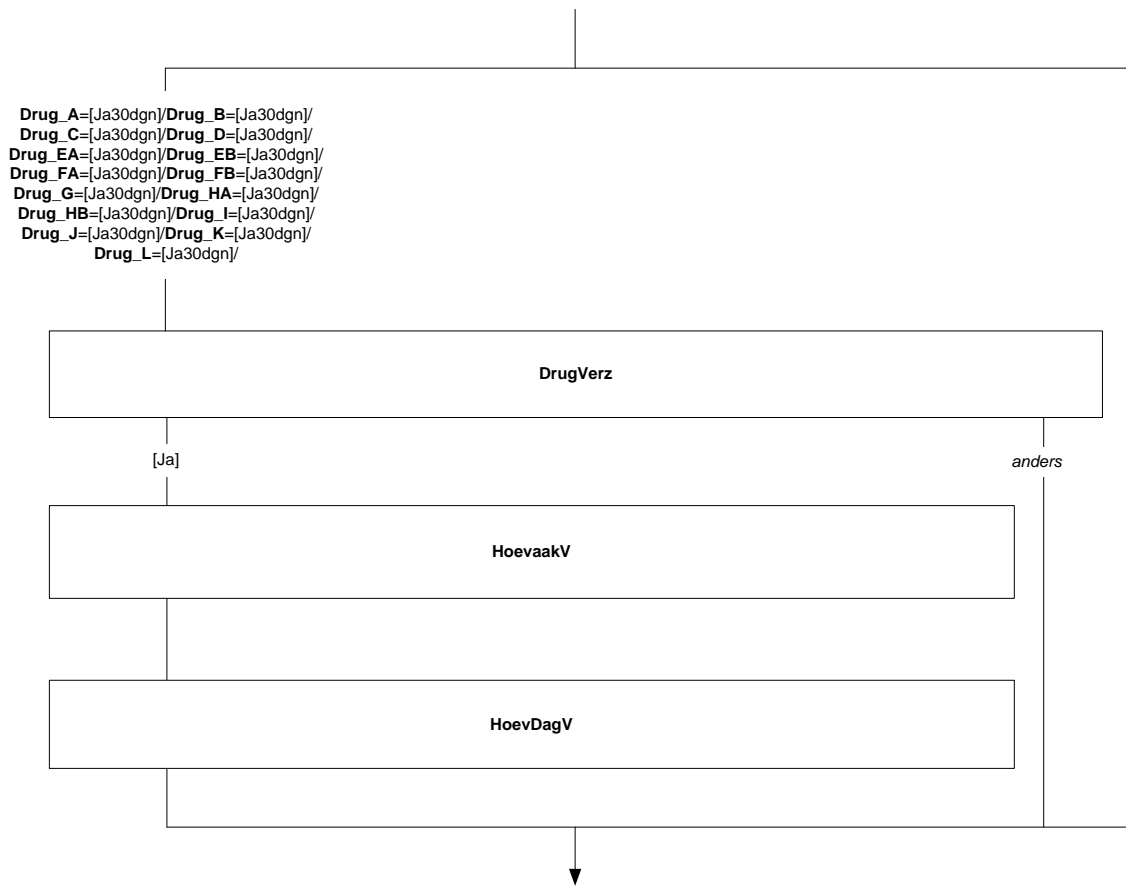 Drug_A=[Ja30dgn]/Drug_B=[Ja30dgn]/
Drug_C=[Ja30dgn]/Drug_D=[Ja30dgn]/
Drug_EA=[Ja30dgn]/Drug_EB=[Ja30dgn]/
Drug_FA=[Ja30dgn]/Drug_FB=[Ja30dgn]/
Drug_G=[Ja30dgn]/Drug_HA=[Ja30dgn]/
Drug_HB=[Ja30dgn]/Drug_I=[Ja30dgn]/
Drug_J=[Ja30dgn]/Drug_K=[Ja30dgn]/
Drug_L=[Ja30dgn]/
DrugVerz
[Ja]
anders
HoevaakV
HoevDagV